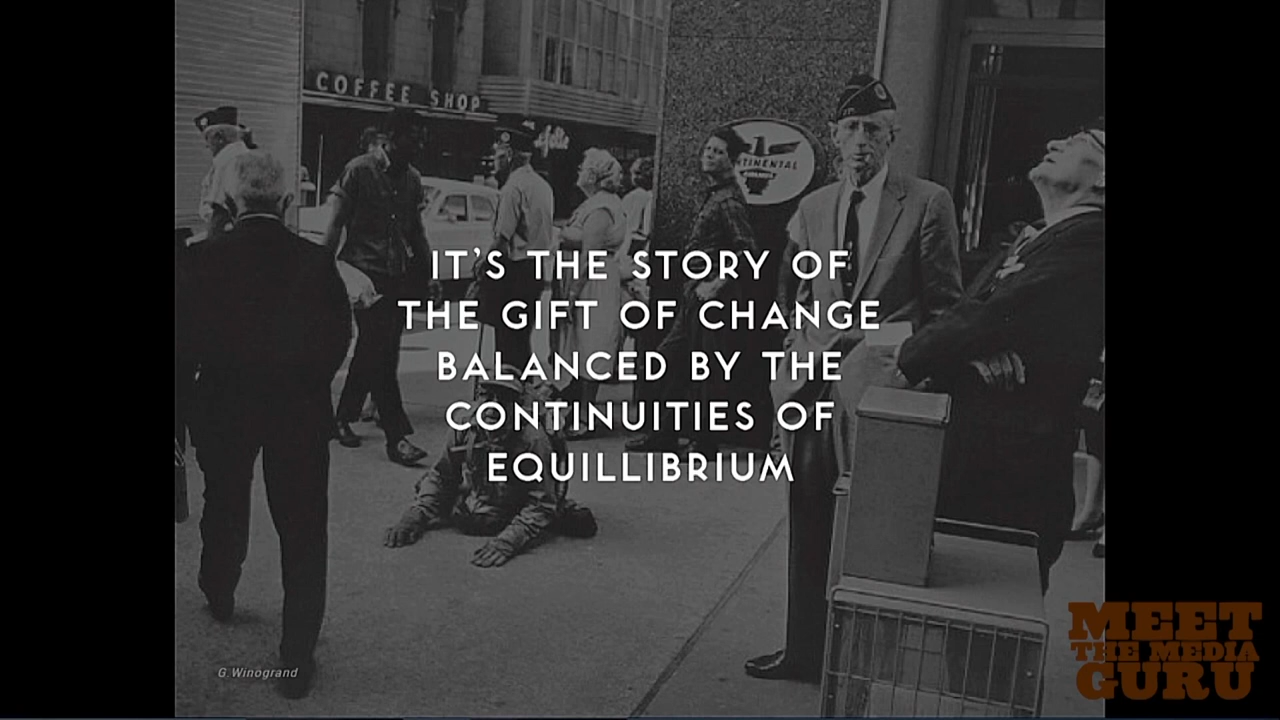 COFFEE SHOP
TINENTAL
IT'S THE STORY OF
THE GIFT OF CHANGE
BALANCED BY THE
CONTINUITIES OF
EQUILLIBRIUM
G.Winogrand
MEET
THE MEDIA
GURU